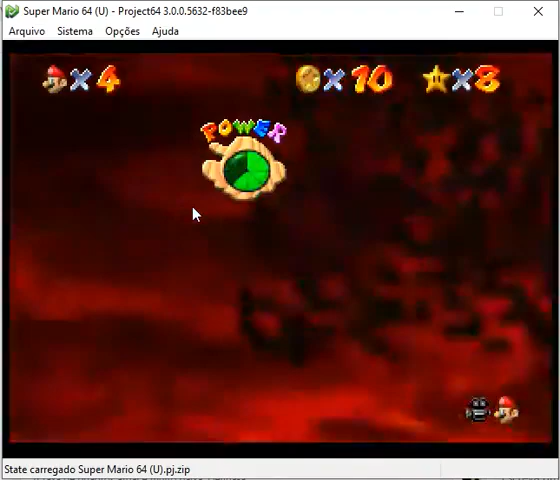 Super Mario 64 (U) - Project64 3.0.0.5632-f83bee9
Arquivo Sistema Opções Ajuda
x 4 x 10 x 8
POWER
State carregado Super Mario 64 (U).pj.zip